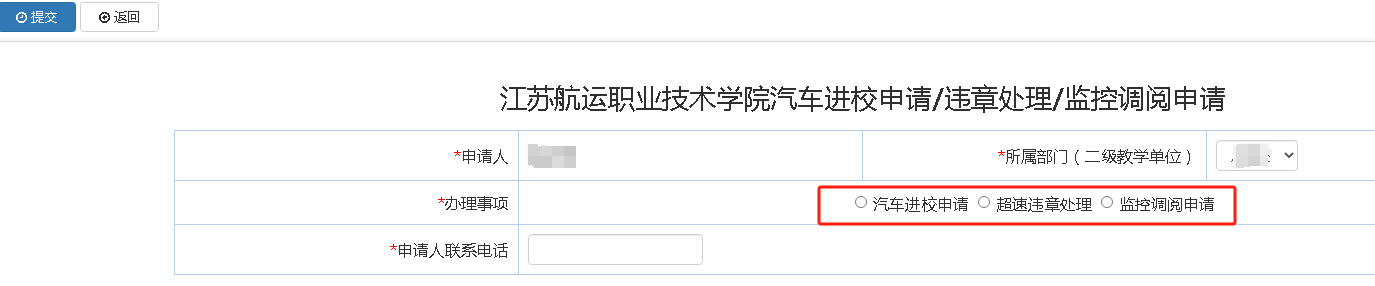 提交 返回
江苏航运职业技术学院汽车进校申请/违章处理/监控调阅申请
*申请人 *所属部门（二级教学单位）
*办理事项 汽车进校申请 超速违章处理 监控调阅申请
*申请人联系电话